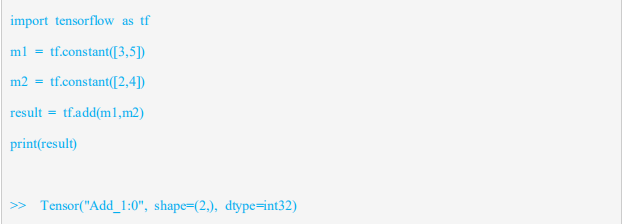 import tensorflow as tf
m1 = tf.constant([3,5])
m2 = tf.constant([2,4])
result = tf.add(m1,m2)
print(result)
>> Tensor("Add_1:0", shape=(2,), dtype=int32)